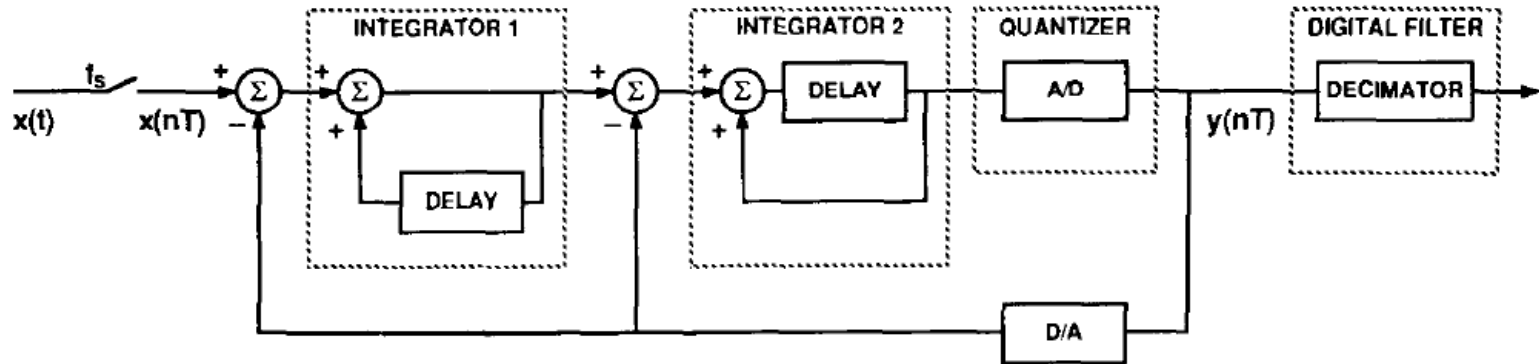 INTEGRATOR 1
INTEGRATOR 2
QUANTIZER
DIGITAL FILTER
fs
x(t)
x(nT)
+
−
Σ
+
+
Σ
DELAY
+
−
Σ
+
+
Σ
DELAY
A/D
y(nT)
DECIMATOR
D/A